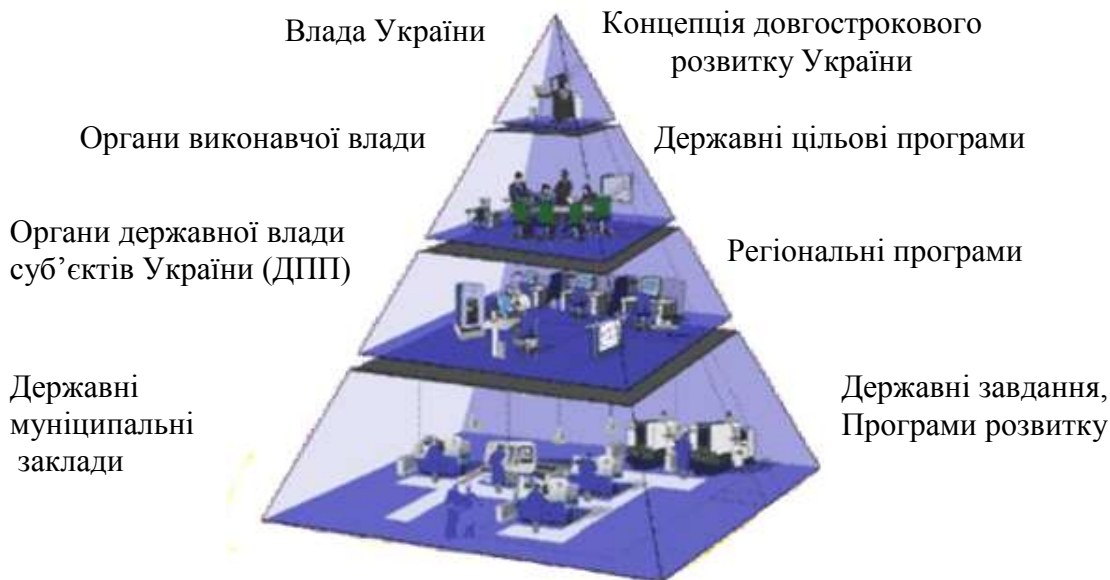 Влада України
Концепція довгострокового
розвитку України
Органи виконавчої влади
Державні цільові програми
Органи державної влади
суб’єктів України (ДПП)
Регіональні програми
Державні
муніципальні
заклади
Державні завдання,
Програми розвитку